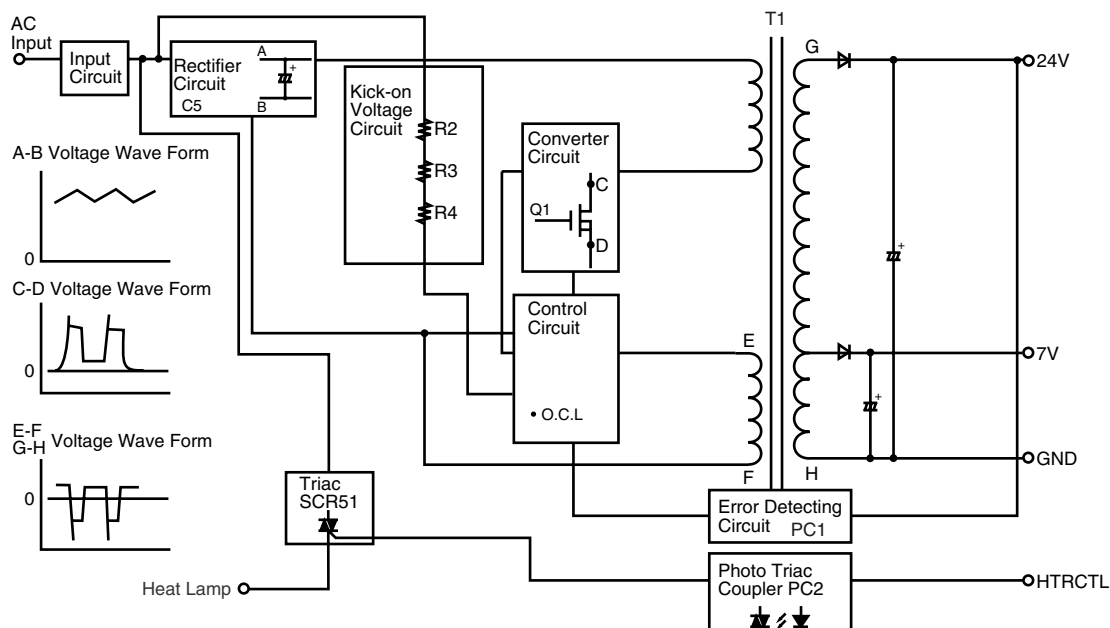 AC
Input
Input
Circuit
Rectifier
Circuit
C5
A
B
+
Kick-on
Voltage
Circuit
R2
R3
R4
Converter
Circuit
C
Q1
D
Control
Circuit
• O.C.L
T1
G
E
F
H
+
+
24V
7V
GND
Error Detecting
Circuit PC1
Photo Triac
Coupler PC2
HTRCTL
Triac
SCR51
Heat Lamp
A-B Voltage Wave Form
0
C-D Voltage Wave Form
0
E-F
G-H Voltage Wave Form
0